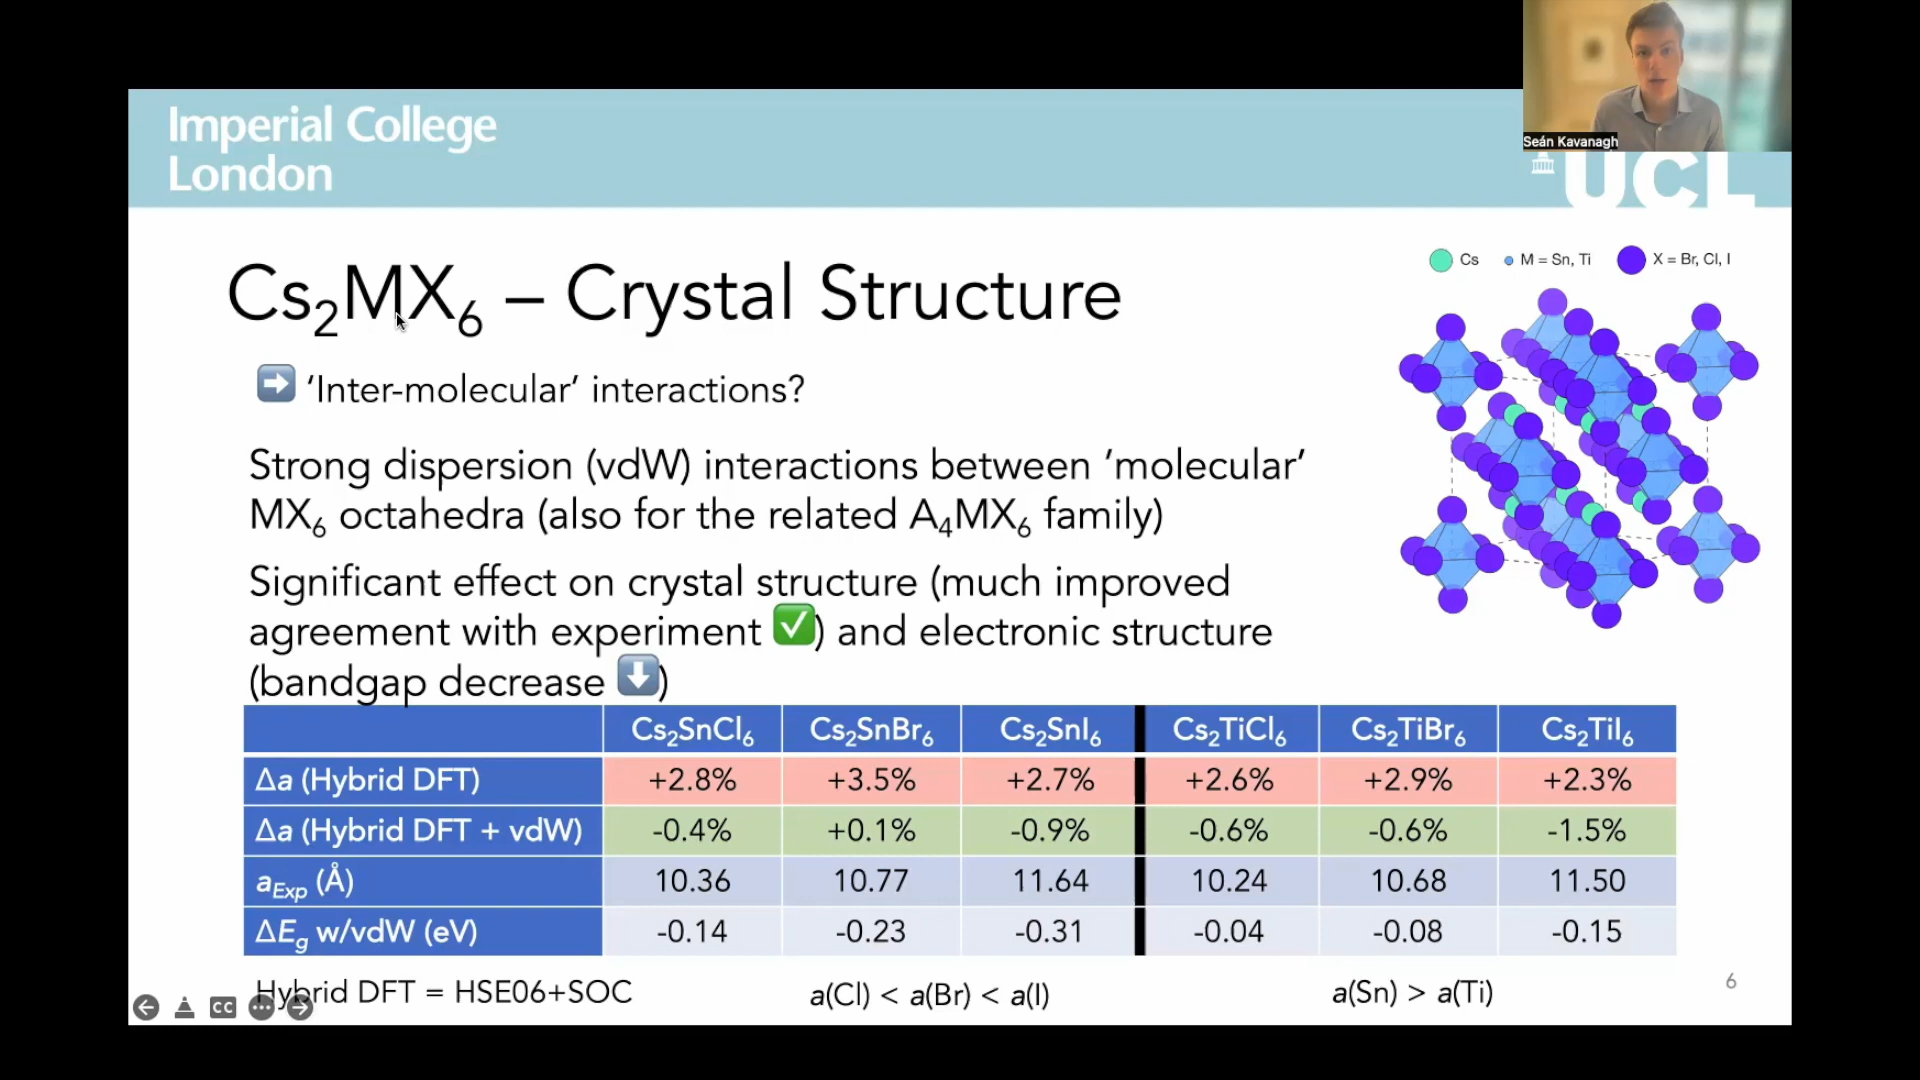 Imperial College
London
Seán Kavanagh
UCL
Cs₂MX₆ – Crystal Structure
Cs
M = Sn, Ti
X = Br, Cl, I
'Inter-molecular' interactions?
Strong dispersion (vdW) interactions between 'molecular'
MX₆ octahedra (also for the related A₄MX₆ family)
Significant effect on crystal structure (much improved
agreement with experiment ✅) and electronic structure
(bandgap decrease ⬇️)
Cs₂SnCl₆ Cs₂SnBr₆ Cs₂SnI₆ Cs₂TiCl₆ Cs₂TiBr₆ Cs₂TiI₆
Δa (Hybrid DFT) +2.8% +3.5% +2.7% +2.6% +2.9% +2.3%
Δa (Hybrid DFT + vdW) -0.4% +0.1% -0.9% -0.6% -0.6% -1.5%
a_Exp (Å) 10.36 10.77 11.64 10.24 10.68 11.50
ΔE_g w/vdW (eV) -0.14 -0.23 -0.31 -0.04 -0.08 -0.15
Hybrid DFT = HSE06+SOC
a(Cl) < a(Br) < a(I)
a(Sn) > a(Ti)
6
CC